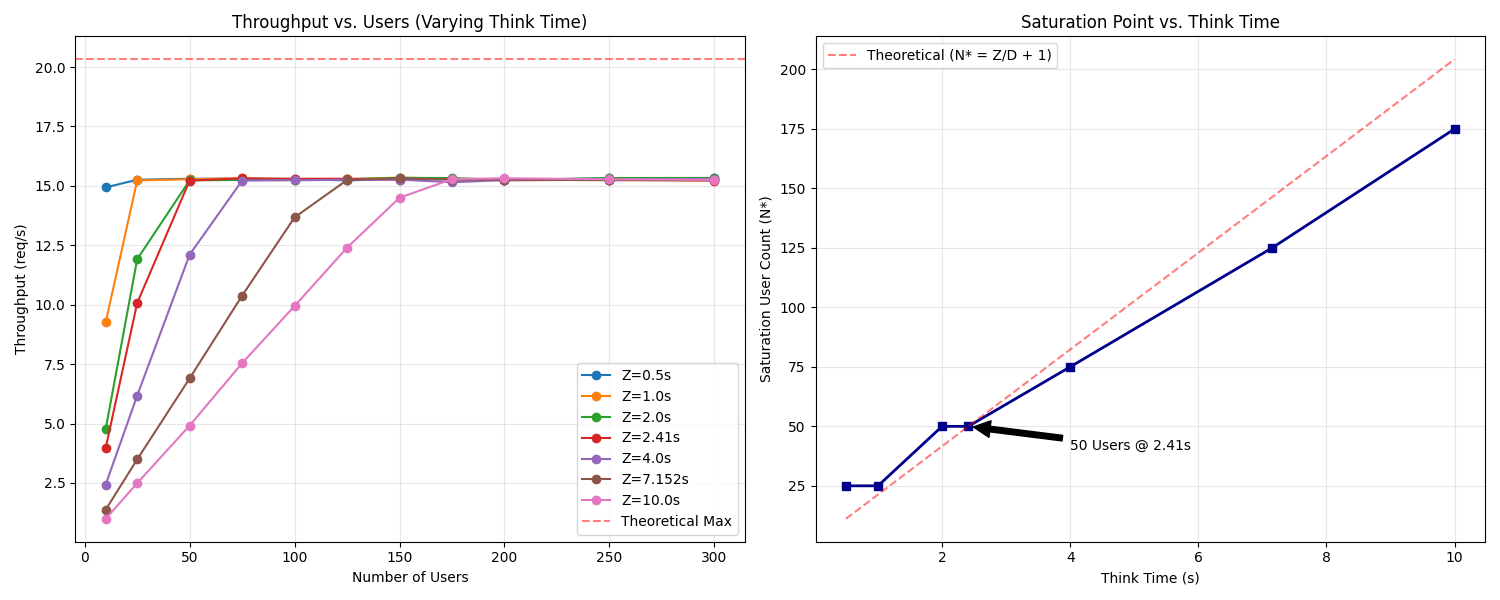 Throughput vs. Users (Varying Think Time)
20.0
17.5
15.0
12.5
10.0
7.5
5.0
2.5
Throughput (req/s)
0 50 100 150 200 250 300
Number of Users
Z=0.5s
Z=1.0s
Z=2.0s
Z=2.41s
Z=4.0s
Z=7.152s
Z=10.0s
Theoretical Max
Saturation Point vs. Think Time
Theoretical (N* = Z/D + 1)
200
175
150
125
100
75
50
25
Saturation User Count (N*)
50 Users @ 2.41s
2 4 6 8 10
Think Time (s)